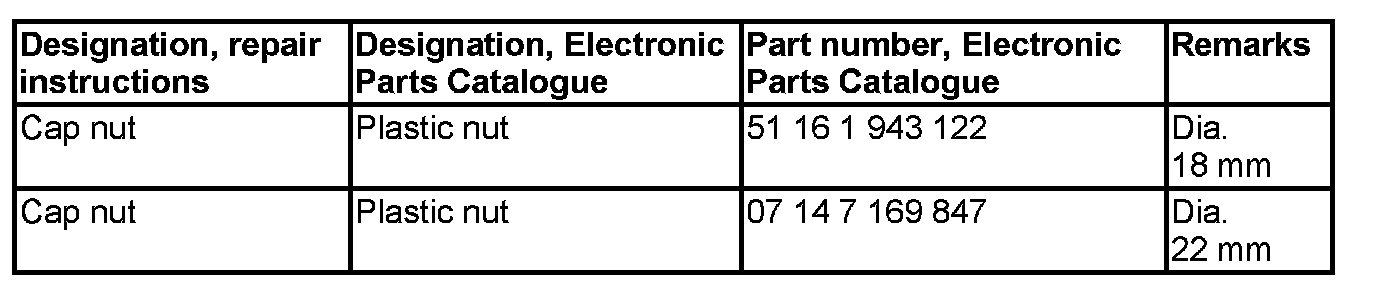 Designation, repair instructions
Designation, Electronic Parts Catalogue
Part number, Electronic Parts Catalogue
Remarks
Cap nut
Plastic nut
51 16 1 943 122
Dia.
18 mm
Cap nut
Plastic nut
07 14 7 169 847
Dia.
22 mm